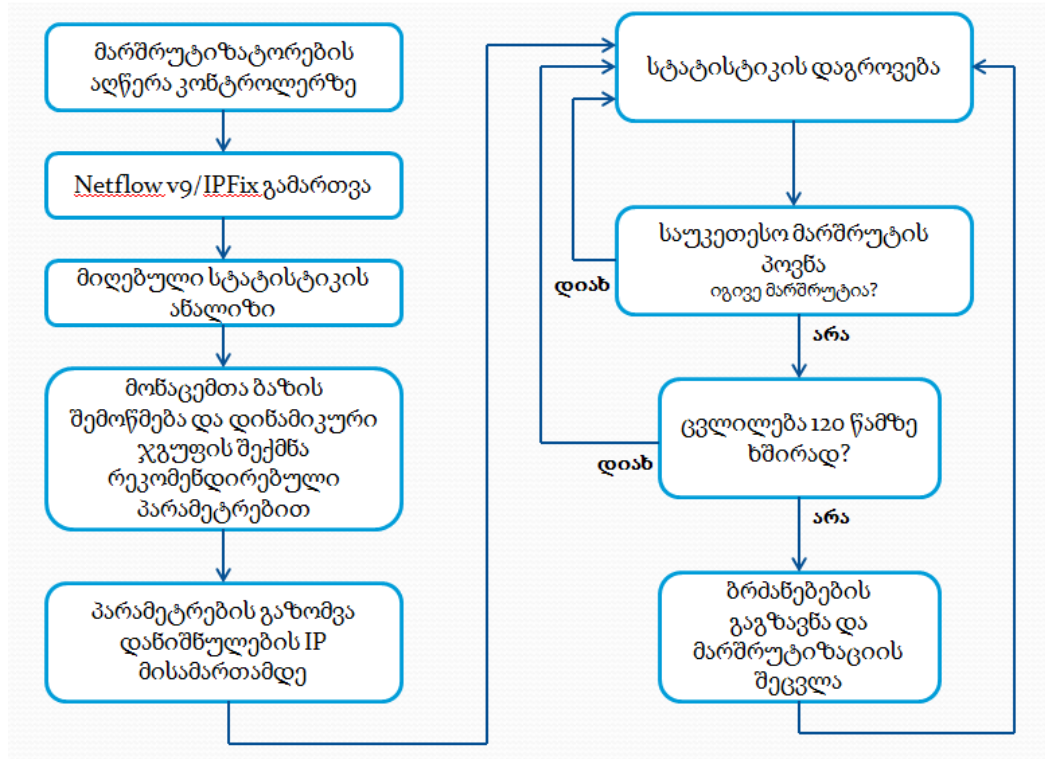 მარშრუტიზატორების
აღწერა კონტროლერზე
Netflow v9/IPFix გამართვა
მიღებული სტატისტიკის
ანალიზი
მონაცემთა ბაზის
შემოწმება და დინამიკური
ჯგუფის შექმნა
რეკომენდირებული
პარამეტრებით
პარამეტრების გაზომვა
დანიშნულების IP
მისამართამდე
სტატისტიკის დაგროვება
საუკეთესო მარშრუტის
პოვნა
იგივე მარშრუტია?
დიახ
არა
ცვლილება 120 წამზე
ხშირად?
დიახ
არა
ბრძანებების
გაგზავნა და
მარშრუტიზაციის
შეცვლა